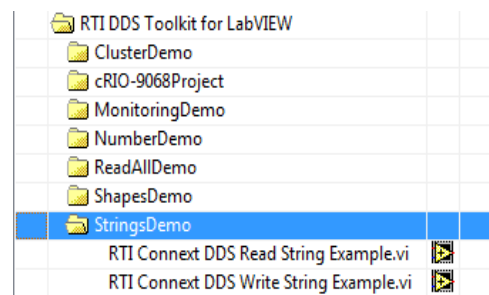 RTI DDS Toolkit for LabVIEW
ClusterDemo
cRIO-9068Project
MonitoringDemo
NumberDemo
ReadAllDemo
ShapesDemo
StringsDemo
RTI Connext DDS Read String Example.vi
RTI Connext DDS Write String Example.vi